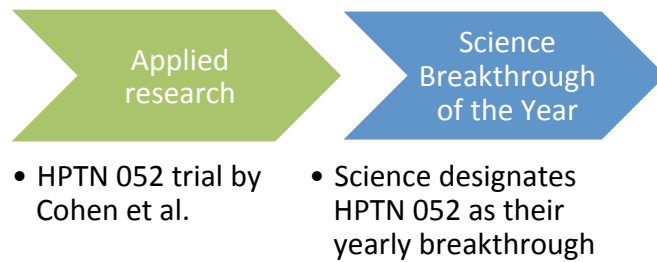 Applied
research
Science
Breakthrough
of the Year
• HPTN 052 trial by
Cohen et al.
• Science designates
HPTN 052 as their
yearly breakthrough